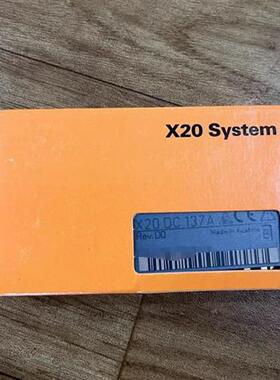 X20 System
X20 DC 137A
Rev. D0
Made in Austria